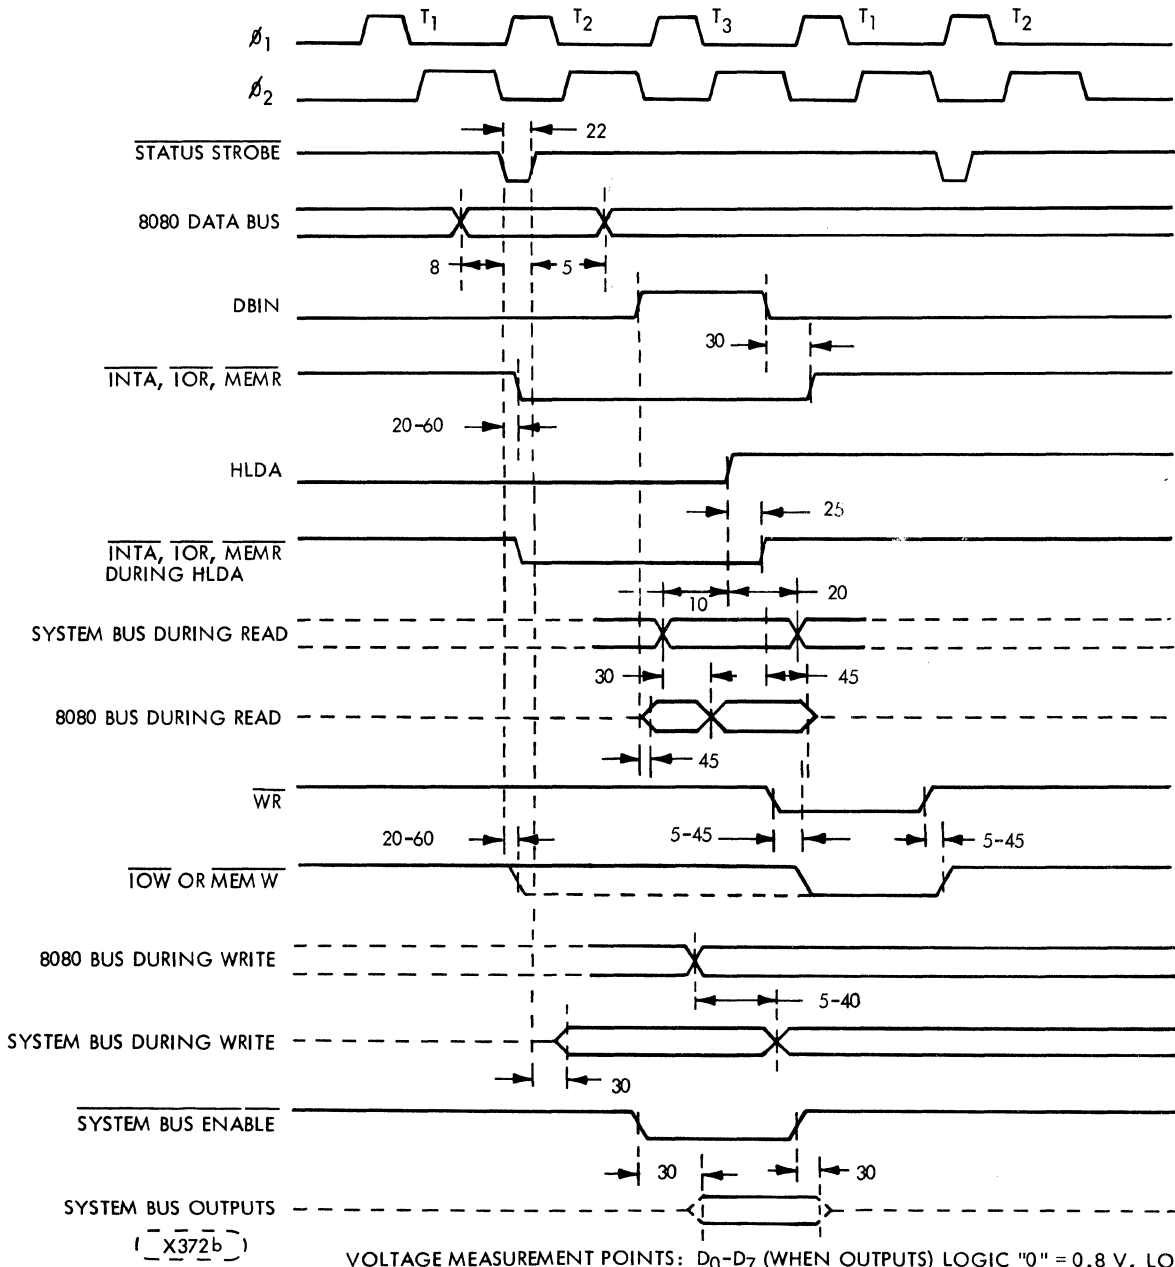 T1 T2 T3 T1 T2
ø1
ø2
22
STATUS STROBE
8080 DATA BUS
8 5
DBIN
30
INTA, IOR, MEMR
20-60
HLDA
25
INTA, IOR, MEMR
DURING HLDA
10 20
SYSTEM BUS DURING READ
30 45
8080 BUS DURING READ
45
WR
20-60 5-45 5-45
IOW OR MEM W
8080 BUS DURING WRITE
5-40
SYSTEM BUS DURING WRITE
30
SYSTEM BUS ENABLE
30 30
SYSTEM BUS OUTPUTS
X372b
VOLTAGE MEASUREMENT POINTS: D0-D7 (WHEN OUTPUTS) LOGIC "0" = 0.8 V, LO